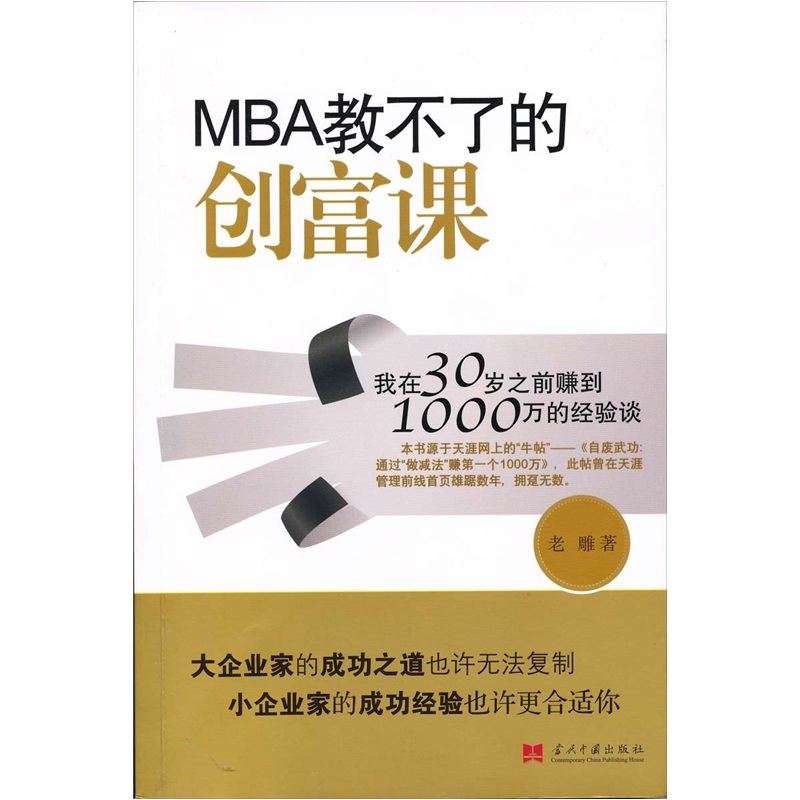 MBA教不了的
创富课
我在30岁之前赚到
1000万的经验谈
本书源于天涯网上的“牛帖”——《自废武功:
通过“做减法”赚第一个1000万》，此帖曾在天涯
管理前线首页雄踞数年，拥趸无数。
老 雕 著
大企业家的成功之道也许无法复制
小企业家的成功经验也许更合适你
当代中国出版社
Contemporary China Publishing House